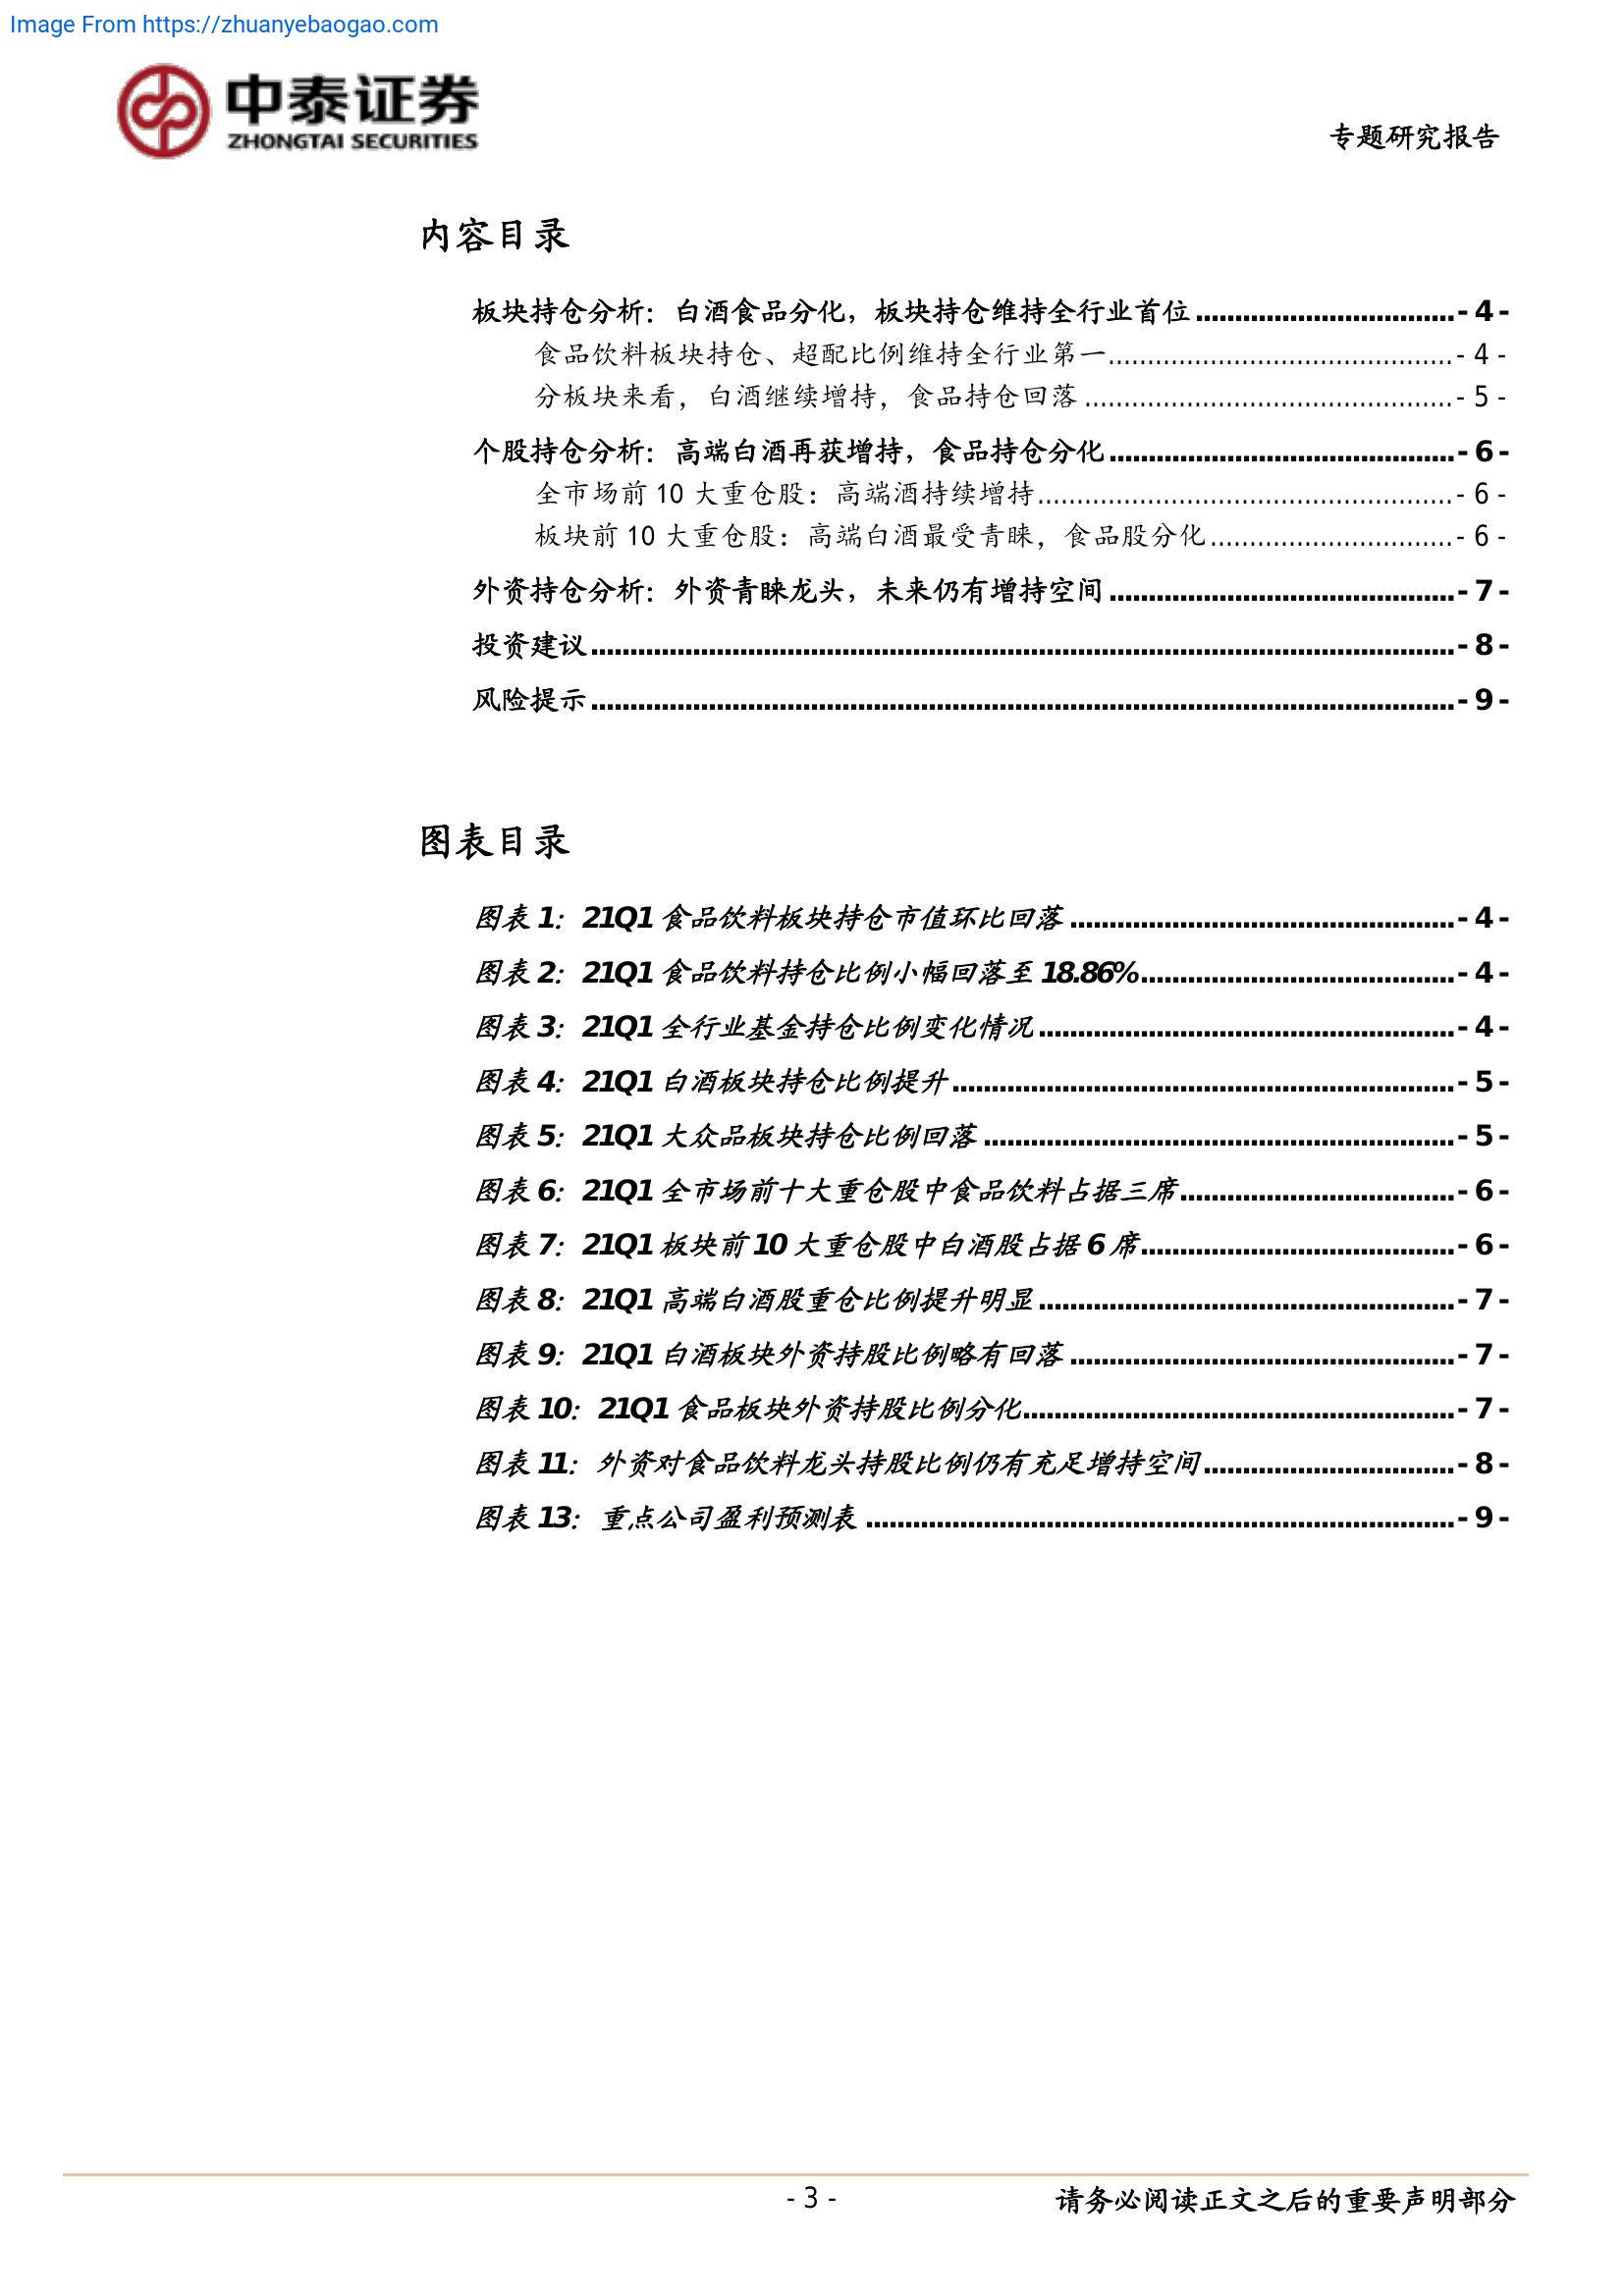 Image From https://zhuanyebaogao.com
中泰证券
ZHONGTAI SECURITIES
专题研究报告
内容目录
板块持仓分析：白酒食品分化，板块持仓维持全行业首位.................................- 4 -
食品饮料板块持仓、超配比例维持全行业第一............................................- 4 -
分板块来看，白酒继续增持，食品持仓回落...............................................- 5 -
个股持仓分析：高端白酒再获增持，食品持仓分化............................................- 6 -
全市场前 10 大重仓股：高端酒持续增持.....................................................- 6 -
板块前 10 大重仓股：高端白酒最受青睐，食品股分化...............................- 6 -
外资持仓分析：外资青睐龙头，未来仍有增持空间............................................- 7 -
投资建议..............................................................................................................- 8 -
风险提示..............................................................................................................- 9 -
图表目录
图表 1：21Q1 食品饮料板块持仓市值环比回落.................................................- 4 -
图表 2：21Q1 食品饮料持仓比例小幅回落至 18.86%........................................- 4 -
图表 3：21Q1 全行业基金持仓比例变化情况.....................................................- 4 -
图表 4：21Q1 白酒板块持仓比例提升................................................................- 5 -
图表 5：21Q1 大众品板块持仓比例回落............................................................- 5 -
图表 6：21Q1 全市场前十大重仓股中食品饮料占据三席...................................- 6 -
图表 7：21Q1 板块前 10 大重仓股中白酒股占据 6 席........................................- 6 -
图表 8：21Q1 高端白酒股重仓比例提升明显.....................................................- 7 -
图表 9：21Q1 白酒板块外资持股比例略有回落.................................................- 7 -
图表 10：21Q1 食品板块外资持股比例分化.......................................................- 7 -
图表 11：外资对食品饮料龙头持股比例仍有充足增持空间................................- 8 -
图表 13：重点公司盈利预测表...........................................................................- 9 -
- 3 -
请务必阅读正文之后的重要声明部分